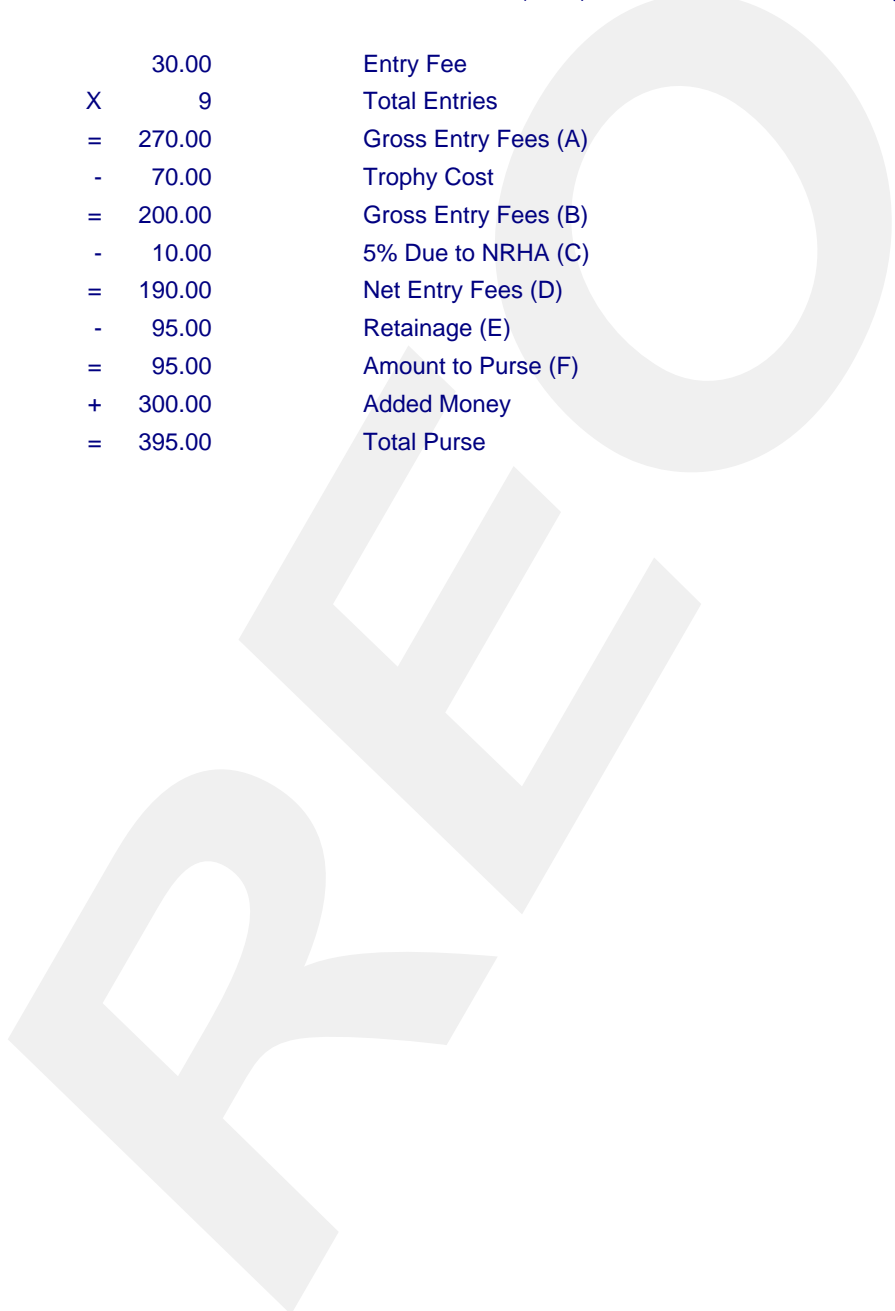 30.00 Entry Fee
X 9 Total Entries
= 270.00 Gross Entry Fees (A)
- 70.00 Trophy Cost
= 200.00 Gross Entry Fees (B)
- 10.00 5% Due to NRHA (C)
= 190.00 Net Entry Fees (D)
- 95.00 Retainage (E)
= 95.00 Amount to Purse (F)
+ 300.00 Added Money
= 395.00 Total Purse
REO